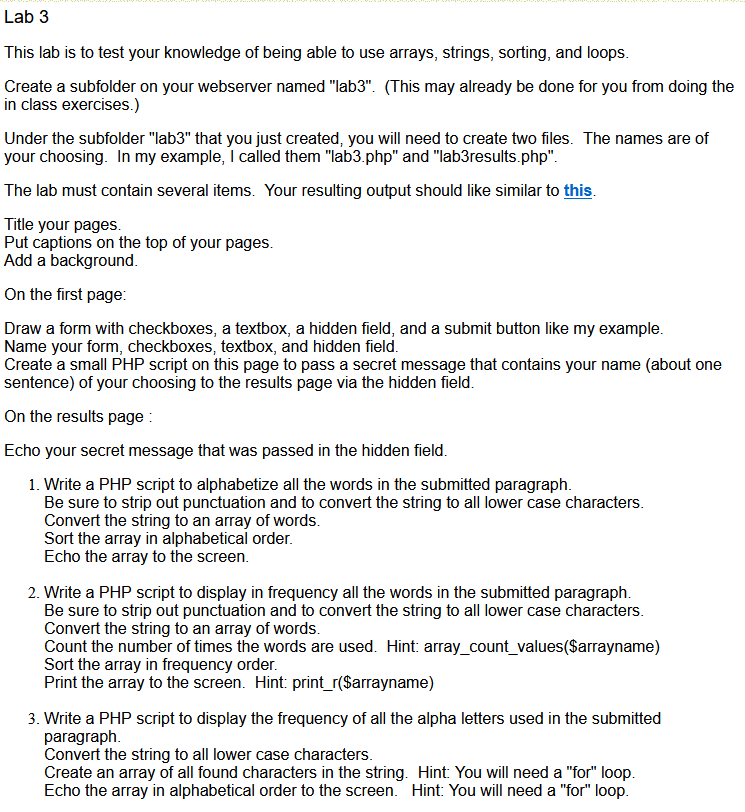 Lab 3
This lab is to test your knowledge of being able to use arrays, strings, sorting, and loops.
Create a subfolder on your webserver named "lab3". (This may already be done for you from doing the
in class exercises.)
Under the subfolder "lab3" that you just created, you will need to create two files. The names are of
your choosing. In my example, I called them "lab3.php" and "lab3results.php".
The lab must contain several items. Your resulting output should like similar to this.
Title your pages.
Put captions on the top of your pages.
Add a background.
On the first page:
Draw a form with checkboxes, a textbox, a hidden field, and a submit button like my example.
Name your form, checkboxes, textbox, and hidden field.
Create a small PHP script on this page to pass a secret message that contains your name (about one
sentence) of your choosing to the results page via the hidden field.
On the results page :
Echo your secret message that was passed in the hidden field.
1. Write a PHP script to alphabetize all the words in the submitted paragraph.
Be sure to strip out punctuation and to convert the string to all lower case characters.
Convert the string to an array of words.
Sort the array in alphabetical order.
Echo the array to the screen.
2. Write a PHP script to display in frequency all the words in the submitted paragraph.
Be sure to strip out punctuation and to convert the string to all lower case characters.
Convert the string to an array of words.
Count the number of times the words are used. Hint: array_count_values($arrayname)
Sort the array in frequency order.
Print the array to the screen. Hint: print_r($arrayname)
3. Write a PHP script to display the frequency of all the alpha letters used in the submitted
paragraph.
Convert the string to all lower case characters.
Create an array of all found characters in the string. Hint: You will need a "for" loop.
Echo the array in alphabetical order to the screen. Hint: You will need a "for" loop.